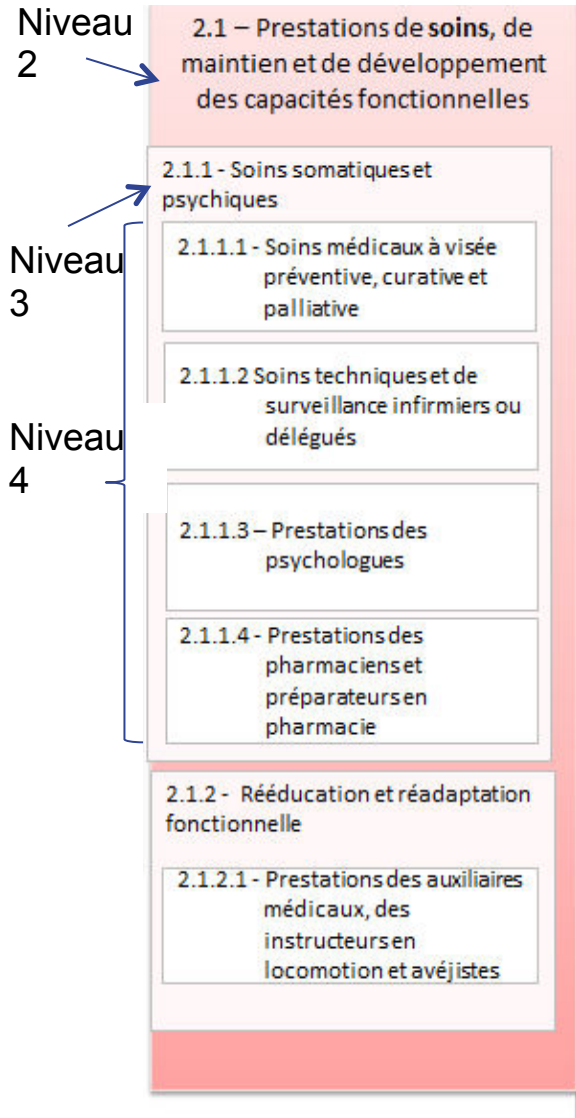 Niveau
2
2.1 – Prestations de soins, de
maintien et de développement
des capacités fonctionnelles
2.1.1 - Soins somatiques et
psychiques
Niveau
3
2.1.1.1 - Soins médicaux à visée
préventive, curative et
palliative
2.1.1.2 Soins techniques et de
surveillance infirmiers ou
délégués
Niveau
4
2.1.1.3 – Prestations des
psychologues
2.1.1.4 - Prestations des
pharmaciens et
préparateurs en
pharmacie
2.1.2 - Rééducation et réadaptation
fonctionnelle
2.1.2.1 - Prestations des auxiliaires
médicaux, des
instructeurs en
locomotion et avéjistes